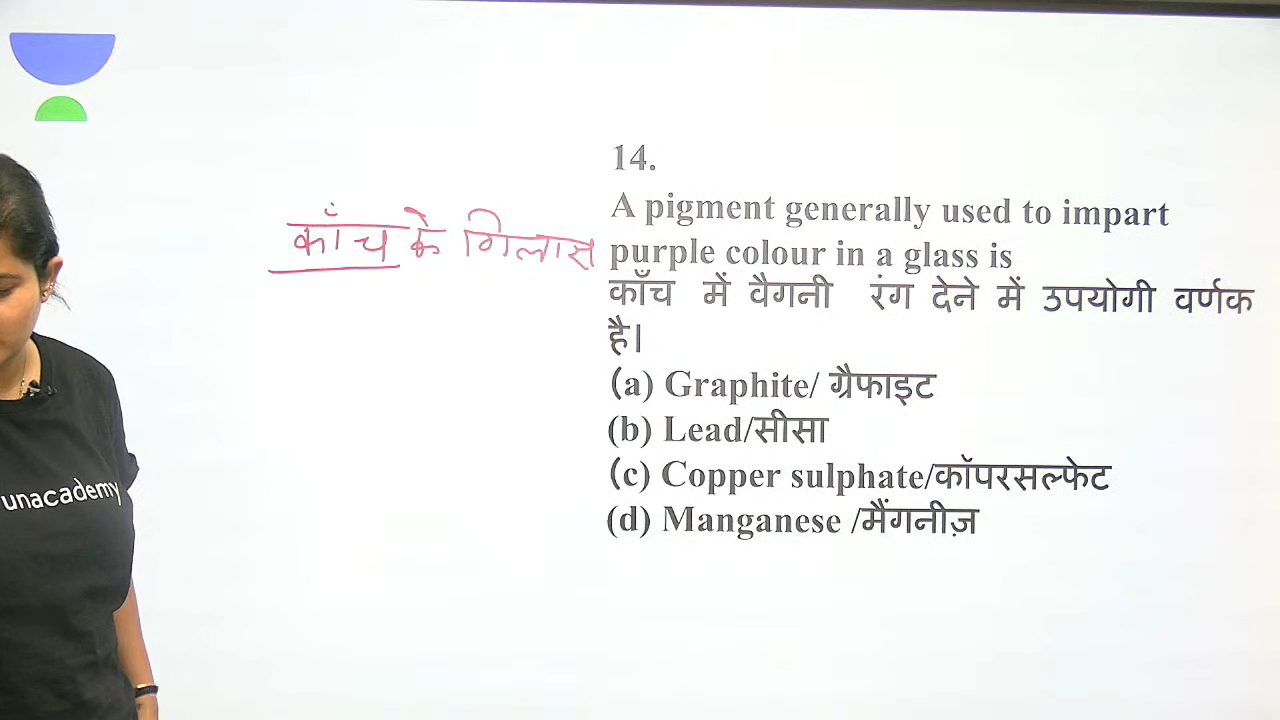 14.
A pigment generally used to impart
purple colour in a glass is
काँच में वैगनी रंग देने में उपयोगी वर्णक
है।
(a) Graphite/ ग्रैफाइट
(b) Lead/सीसा
(c) Copper sulphate/कॉपरसल्फेट
(d) Manganese /मैंगनीज़
काँच के गिलास
unacademy